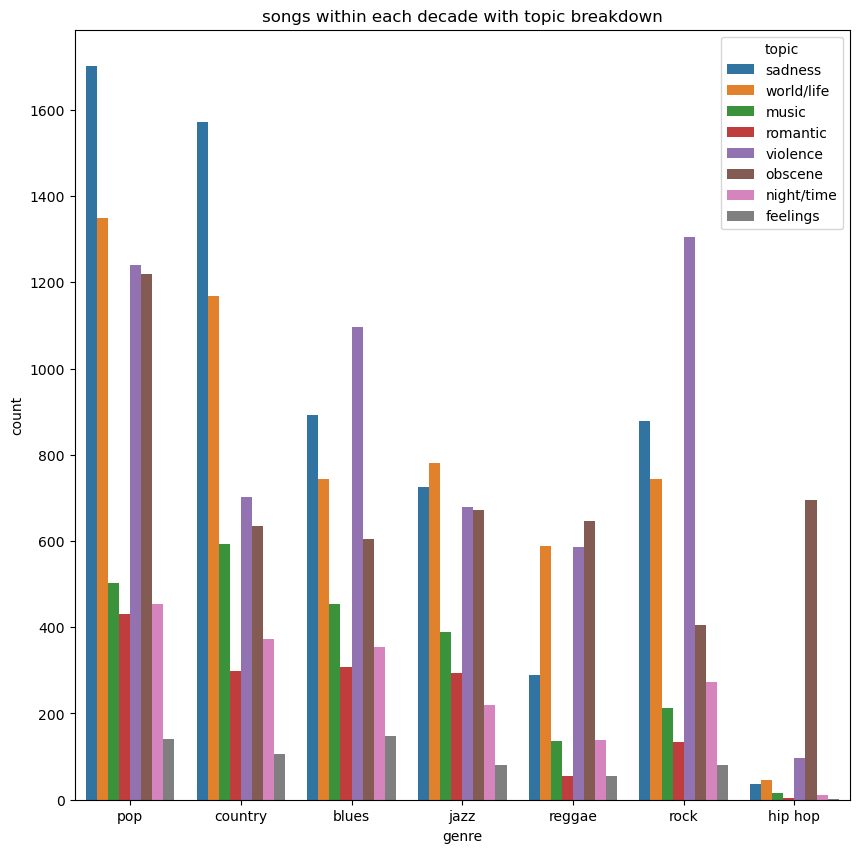 songs within each decade with topic breakdown
topic
sadness
world/life
music
romantic
violence
obscene
night/time
feelings
1600
1400
1200
1000
800
600
400
200
0
count
pop country blues jazz reggae rock hip hop
genre